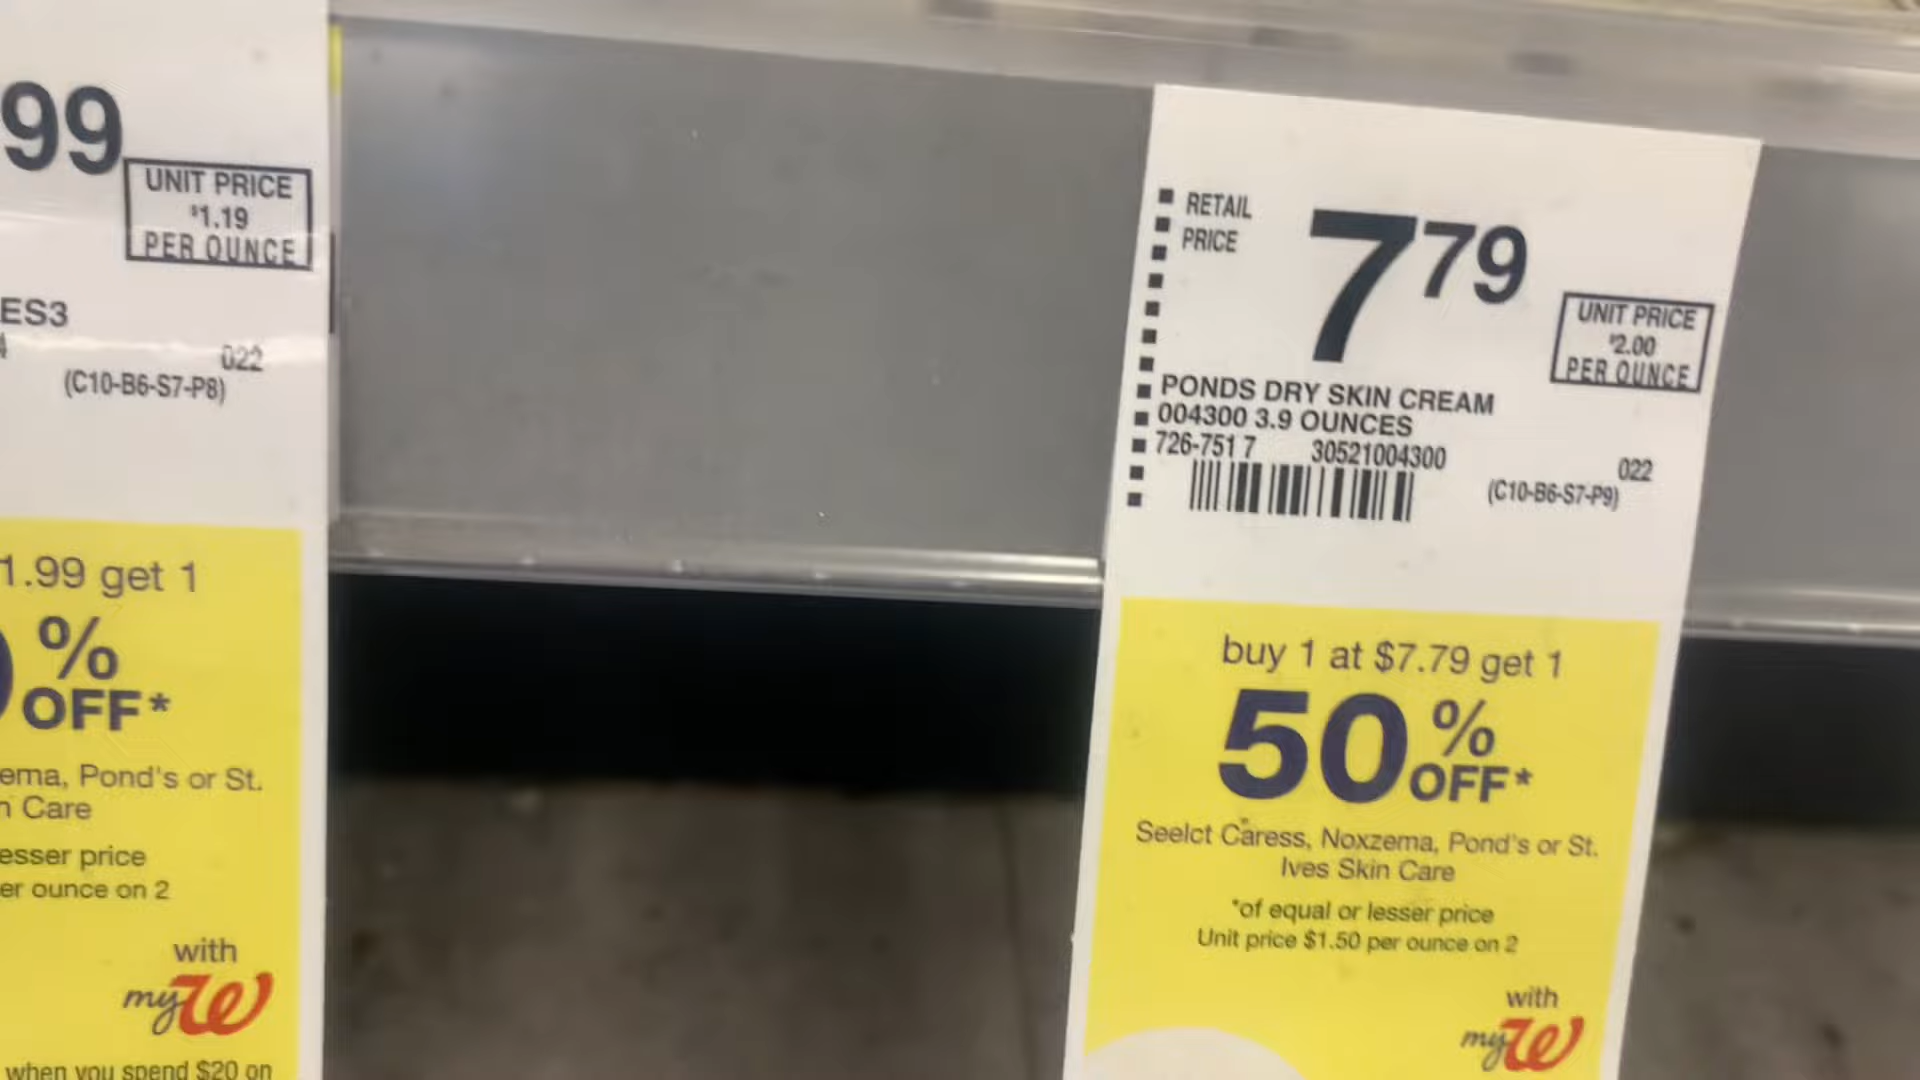 99
UNIT PRICE
$1.19
PER OUNCE
ES3
022
(C10-B6-S7-P8)
1.99 get 1
%
OFF*
ema, Pond's or St.
n Care
esser price
er ounce on 2
with
myW
when you spend $20 on
RETAIL
PRICE
7 79
UNIT PRICE
$2.00
PER OUNCE
PONDS DRY SKIN CREAM
004300 3.9 OUNCES
726-751 7 30521004300
022
(C10-B6-S7-P9)
buy 1 at $7.79 get 1
50%
OFF*
Seelct Caress, Noxzema, Pond's or St.
Ives Skin Care
*of equal or lesser price
Unit price $1.50 per ounce on 2
with
myW